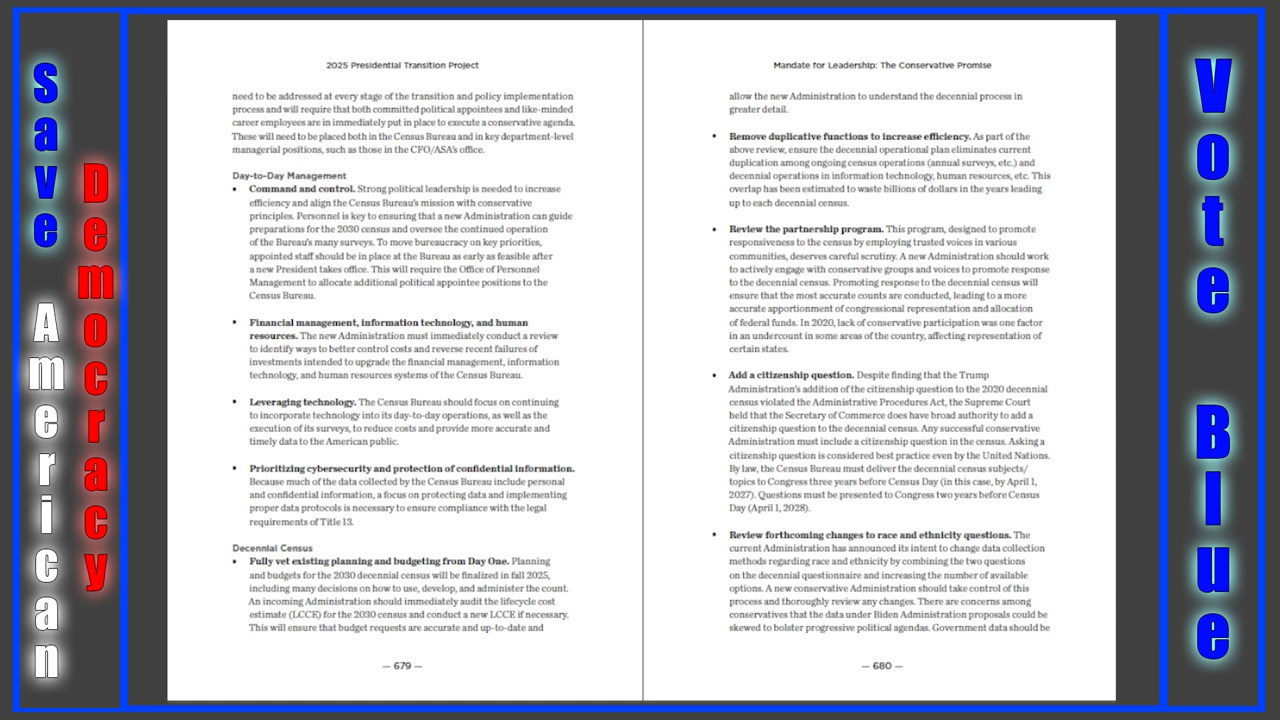 Save American
Democracy
2025 Presidential Transition Project
need to be addressed at every stage of the transition and policy implementation
process and will require that both committed political appointees and like-minded
career employees are in immediately put in place to execute a conservative agenda.
These will need to be placed both in the Census Bureau and in key department-level
managerial positions, such as those in the CFO/ASA's office.
Day-to-Day Management
• Command and control. Strong political leadership is needed to increase
efficiency and align the Census Bureau's mission with conservative
principles. Personnel is key to ensuring that a new Administration can guide
preparations for the 2030 census and oversee the continued operation
of the Bureau's many surveys. To move bureaucracy on key priorities,
appointed staff should be in place at the Bureau as early as feasible after
a new President takes office. This will require the Office of Personnel
Management to allocate additional political appointee positions to the
Census Bureau.
• Financial management, information technology, and human
resources. The new Administration must immediately conduct a review
to identify ways to better control costs and reverse recent failures of
investments intended to upgrade the financial management, information
technology, and human resources systems of the Census Bureau.
• Leveraging technology. The Census Bureau should focus on continuing
to incorporate technology into its day-to-day operations, as well as the
execution of its surveys, to reduce costs and provide more accurate and
timely data to the American public.
• Prioritizing cybersecurity and protection of confidential information.
Because much of the data collected by the Census Bureau include personal
and confidential information, a focus on protecting data and implementing
proper data protocols is necessary to ensure compliance with the legal
requirements of Title 13.
Decennial Census
• Fully vet existing planning and budgeting from Day One. Planning
and budgets for the 2030 decennial census will be finalized in fall 2025,
including many decisions on how to use, develop, and administer the count.
An incoming Administration should immediately audit the lifecycle cost
estimate (LCCE) for the 2030 census and conduct a new LCCE if necessary.
This will ensure that budget requests are accurate and up-to-date and
— 679 —
Mandate for Leadership: The Conservative Promise
allow the new Administration to understand the decennial process in
greater detail.
• Remove duplicative functions to increase efficiency. As part of the
above review, ensure the decennial operational plan eliminates current
duplication among ongoing census operations (annual surveys, etc.) and
decennial operations in information technology, human resources, etc. This
overlap has been estimated to waste billions of dollars in the years leading
up to each decennial census.
• Review the partnership program. This program, designed to promote
responsiveness to the census by employing trusted voices in various
communities, deserves careful scrutiny. A new Administration should work
to actively engage with conservative groups and voices to promote response
to the decennial census. Promoting response to the decennial census will
ensure that the most accurate counts are conducted, leading to a more
accurate apportionment of congressional representation and allocation
of federal funds. In 2020, lack of conservative participation was one factor
in an undercount in some areas of the country, affecting representation of
certain states.
• Add a citizenship question. Despite finding that the Trump
Administration's addition of the citizenship question to the 2020 decennial
census violated the Administrative Procedures Act, the Supreme Court
held that the Secretary of Commerce does have broad authority to add a
citizenship question to the decennial census. Any successful conservative
Administration must include a citizenship question in the census. Asking a
citizenship question is considered best practice even by the United Nations.
By law, the Census Bureau must deliver the decennial census subjects/
topics to Congress three years before Census Day (in this case, by April 1,
2027). Questions must be presented to Congress two years before Census
Day (April 1, 2028).
• Review forthcoming changes to race and ethnicity questions. The
current Administration has announced its intent to change data collection
methods regarding race and ethnicity by combining the two questions
on the decennial questionnaire and increasing the number of available
options. A new conservative Administration should take control of this
process and thoroughly review any changes. There are concerns among
conservatives that the data under Biden Administration proposals could be
skewed to bolster progressive political agendas. Government data should be
— 680 —
Vote Blue